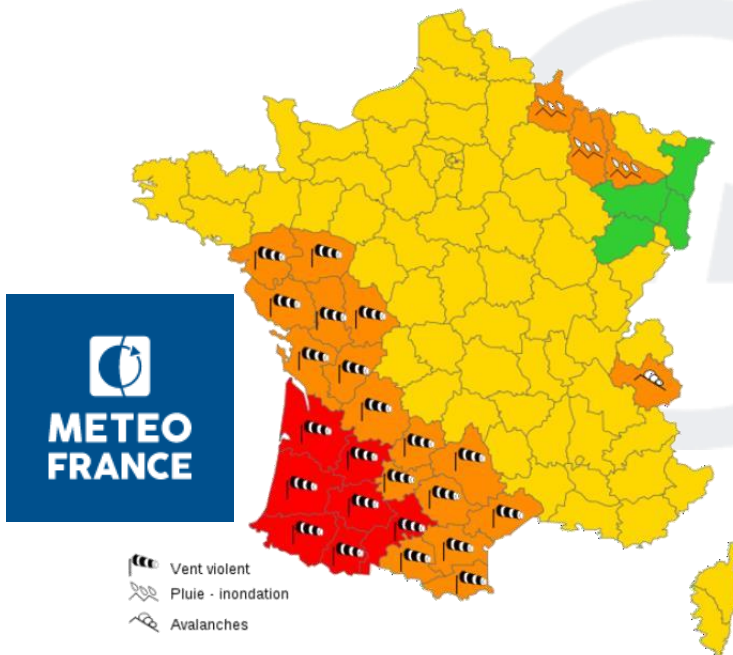 METEO
FRANCE
Vent violent
Pluie - inondation
Avalanches